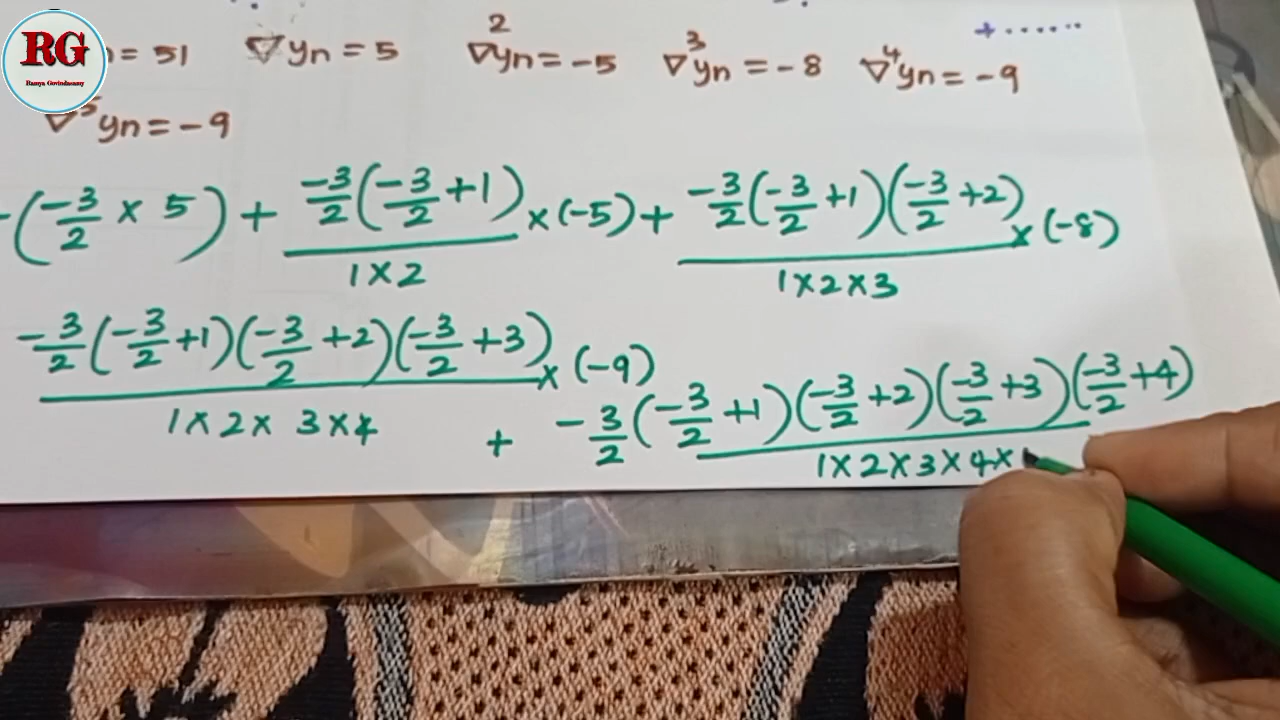 RG
Ramya Govindasamy
+......
n = 51 ∇yn = 5 ∇²yn = -5 ∇³yn = -8 ∇⁴yn = -9
∇⁵yn = -9
(-3/2 × 5) + -3/2(-3/2 +1)/1×2 ×(-5) + -3/2(-3/2 +1)(-3/2 +2)/1×2×3 ×(-8)
-3/2(-3/2 +1)(-3/2 +2)(-3/2 +3)/1×2×3×4 ×(-9)
+ -3/2(-3/2 +1)(-3/2 +2)(-3/2 +3)(-3/2 +4)/1×2×3×4×